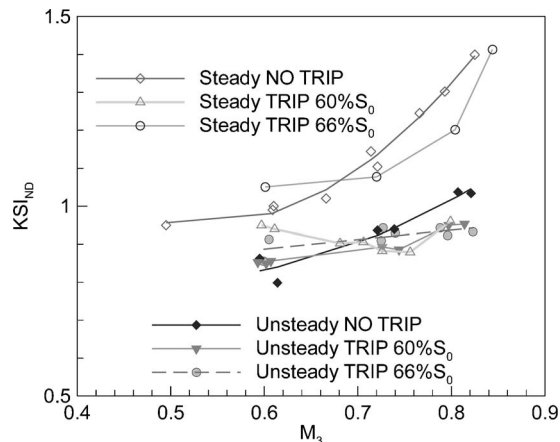 1.5
Steady NO TRIP
Steady TRIP 60%S0
Steady TRIP 66%S0
KSIND
1
Unsteady NO TRIP
Unsteady TRIP 60%S0
Unsteady TRIP 66%S0
0.5
0.4 0.5 0.6 0.7 0.8 0.9
M3